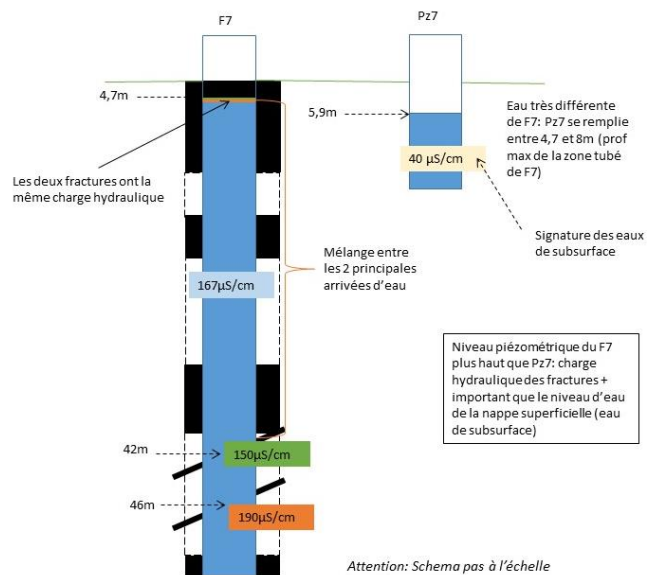 F7
Pz7
4,7m
5,9m
Eau très différente
de F7: Pz7 se remplie
entre 4,7 et 8m (prof
max de la zone tubé
de F7)
40 µS/cm
Les deux fractures ont la
même charge hydraulique
Signature des eaux
de subsurface
Mélange entre
les 2 principales
arrivées d'eau
167µS/cm
Niveau piézométrique du F7
plus haut que Pz7: charge
hydraulique des fractures +
important que le niveau d'eau
de la nappe superficielle (eau
de subsurface)
42m
150µS/cm
46m
190µS/cm
Attention: Schema pas à l'échelle